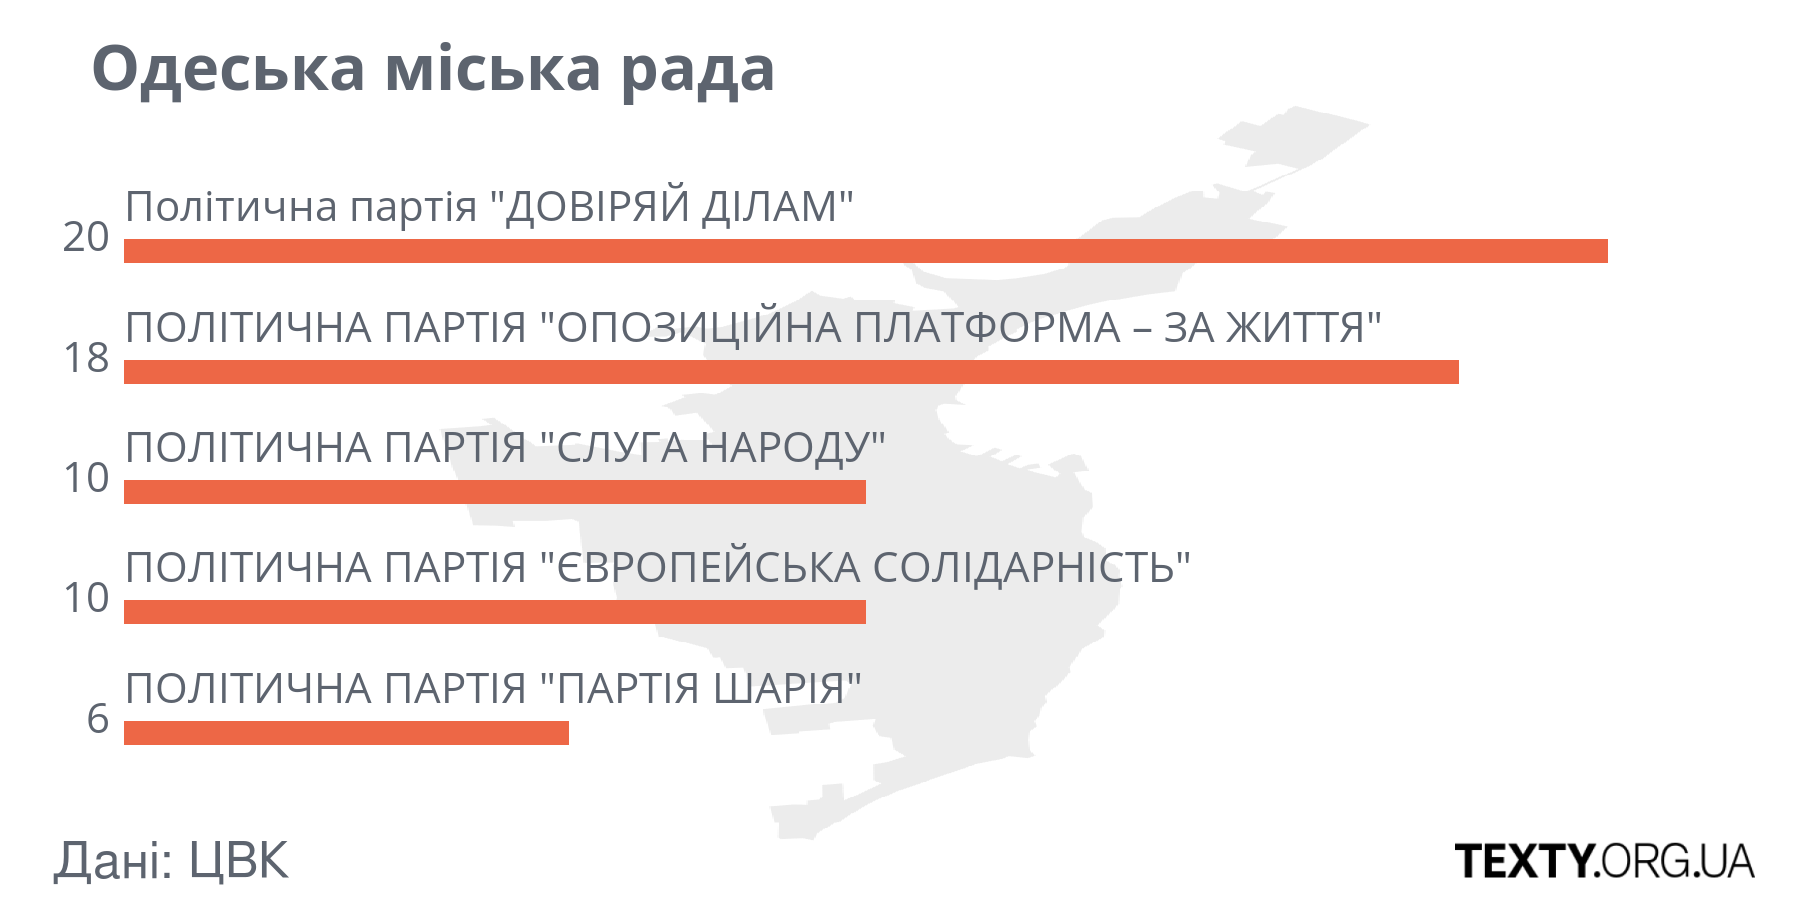 Одеська міська рада
Політична партія "ДОВІРЯЙ ДІЛАМ"
20
ПОЛІТИЧНА ПАРТІЯ "ОПОЗИЦІЙНА ПЛАТФОРМА – ЗА ЖИТТЯ"
18
ПОЛІТИЧНА ПАРТІЯ "СЛУГА НАРОДУ"
10
ПОЛІТИЧНА ПАРТІЯ "ЄВРОПЕЙСЬКА СОЛІДАРНІСТЬ"
10
ПОЛІТИЧНА ПАРТІЯ "ПАРТІЯ ШАРІЯ"
6
Дані: ЦВК
TEXTY.ORG.UA